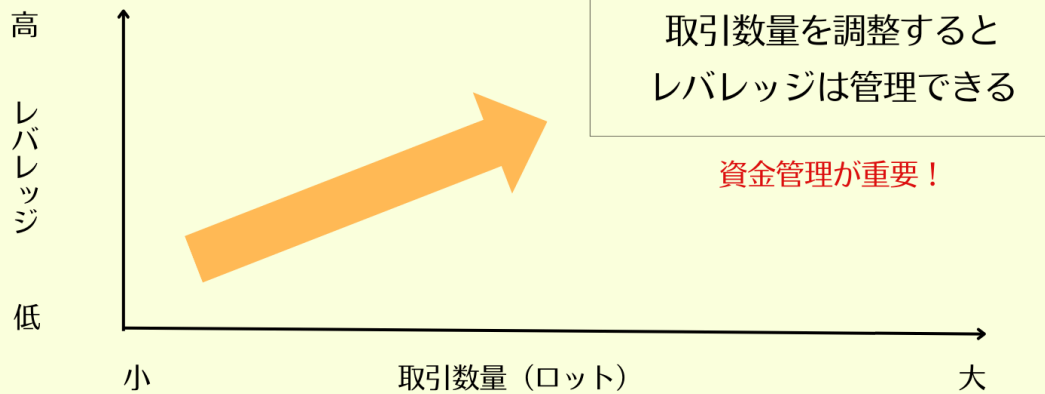 高
レバレッジ
低
取引数量を調整すると
レバレッジは管理できる
資金管理が重要！
小
取引数量（ロット）
大